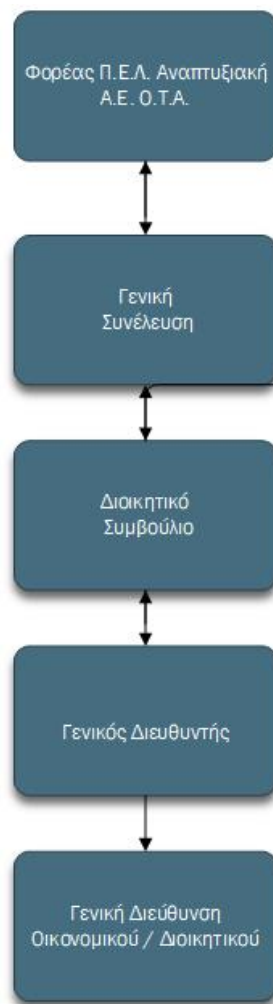 Φορέας Π.Ε.Λ. Αναπτυξιακή
Α.Ε. Ο.Τ.Α.
Γενική
Συνέλευση
Διοικητικό
Συμβούλιο
Γενικός Διευθυντής
Γενική Διεύθυνση
Οικονομικού / Διοικητικού